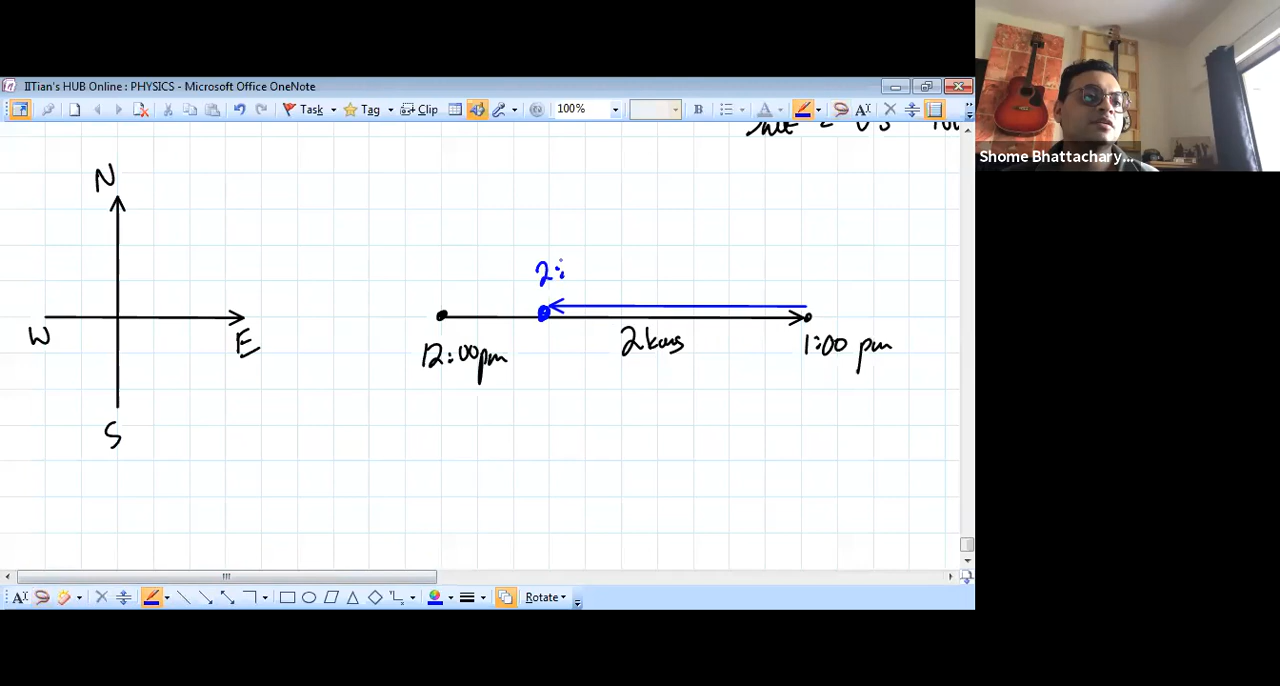 IITian's HUB Online : PHYSICS - Microsoft Office OneNote
Task Tag Clip 100% B A
Shome Bhattachary...
N
W
E
S
2:
12:00pm
2kms
1:00 pm
Rotate